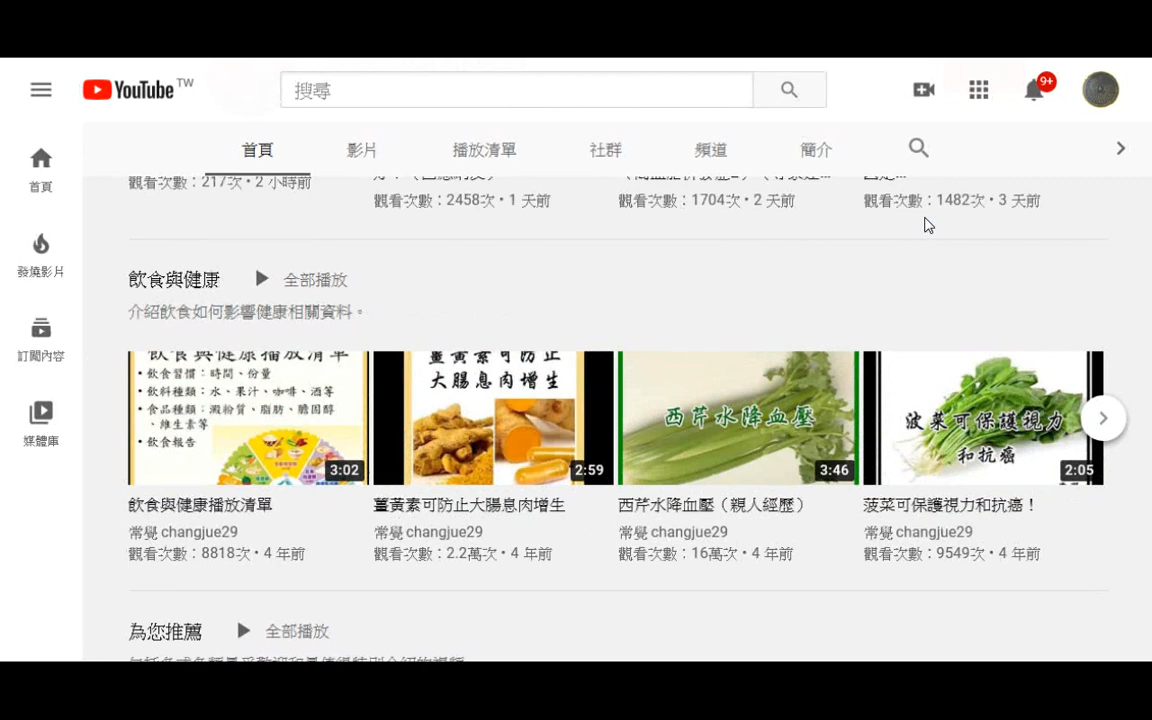 YouTube TW
搜尋
9+
首頁
影片
播放清單
社群
頻道
簡介
首頁
發燒影片
訂閱內容
媒體庫
觀看次數：217次 • 2 小時前
觀看次數：2458次 • 1 天前
觀看次數：1704次 • 2 天前
觀看次數：1482次 • 3 天前
飲食與健康
全部播放
介紹飲食如何影響健康相關資料。
飲食與健康播放清單
• 飲食習慣：時間、份量
• 飲料種類：水、果汁、咖啡、酒等
• 食品種類：澱粉質、脂肪、膽固醇
、維生素等
• 飲食報告
3:02
薑黃素可防止
大腸息肉增生
2:59
西芹水降血壓
3:46
菠菜可保護視力
和抗癌
2:05
飲食與健康播放清單
常覺 changjue29
觀看次數：8818次 • 4 年前
薑黃素可防止大腸息肉增生
常覺 changjue29
觀看次數：2.2萬次 • 4 年前
西芹水降血壓（親人經歷）
常覺 changjue29
觀看次數：16萬次 • 4 年前
菠菜可保護視力和抗癌！
常覺 changjue29
觀看次數：9549次 • 4 年前
為您推薦
全部播放